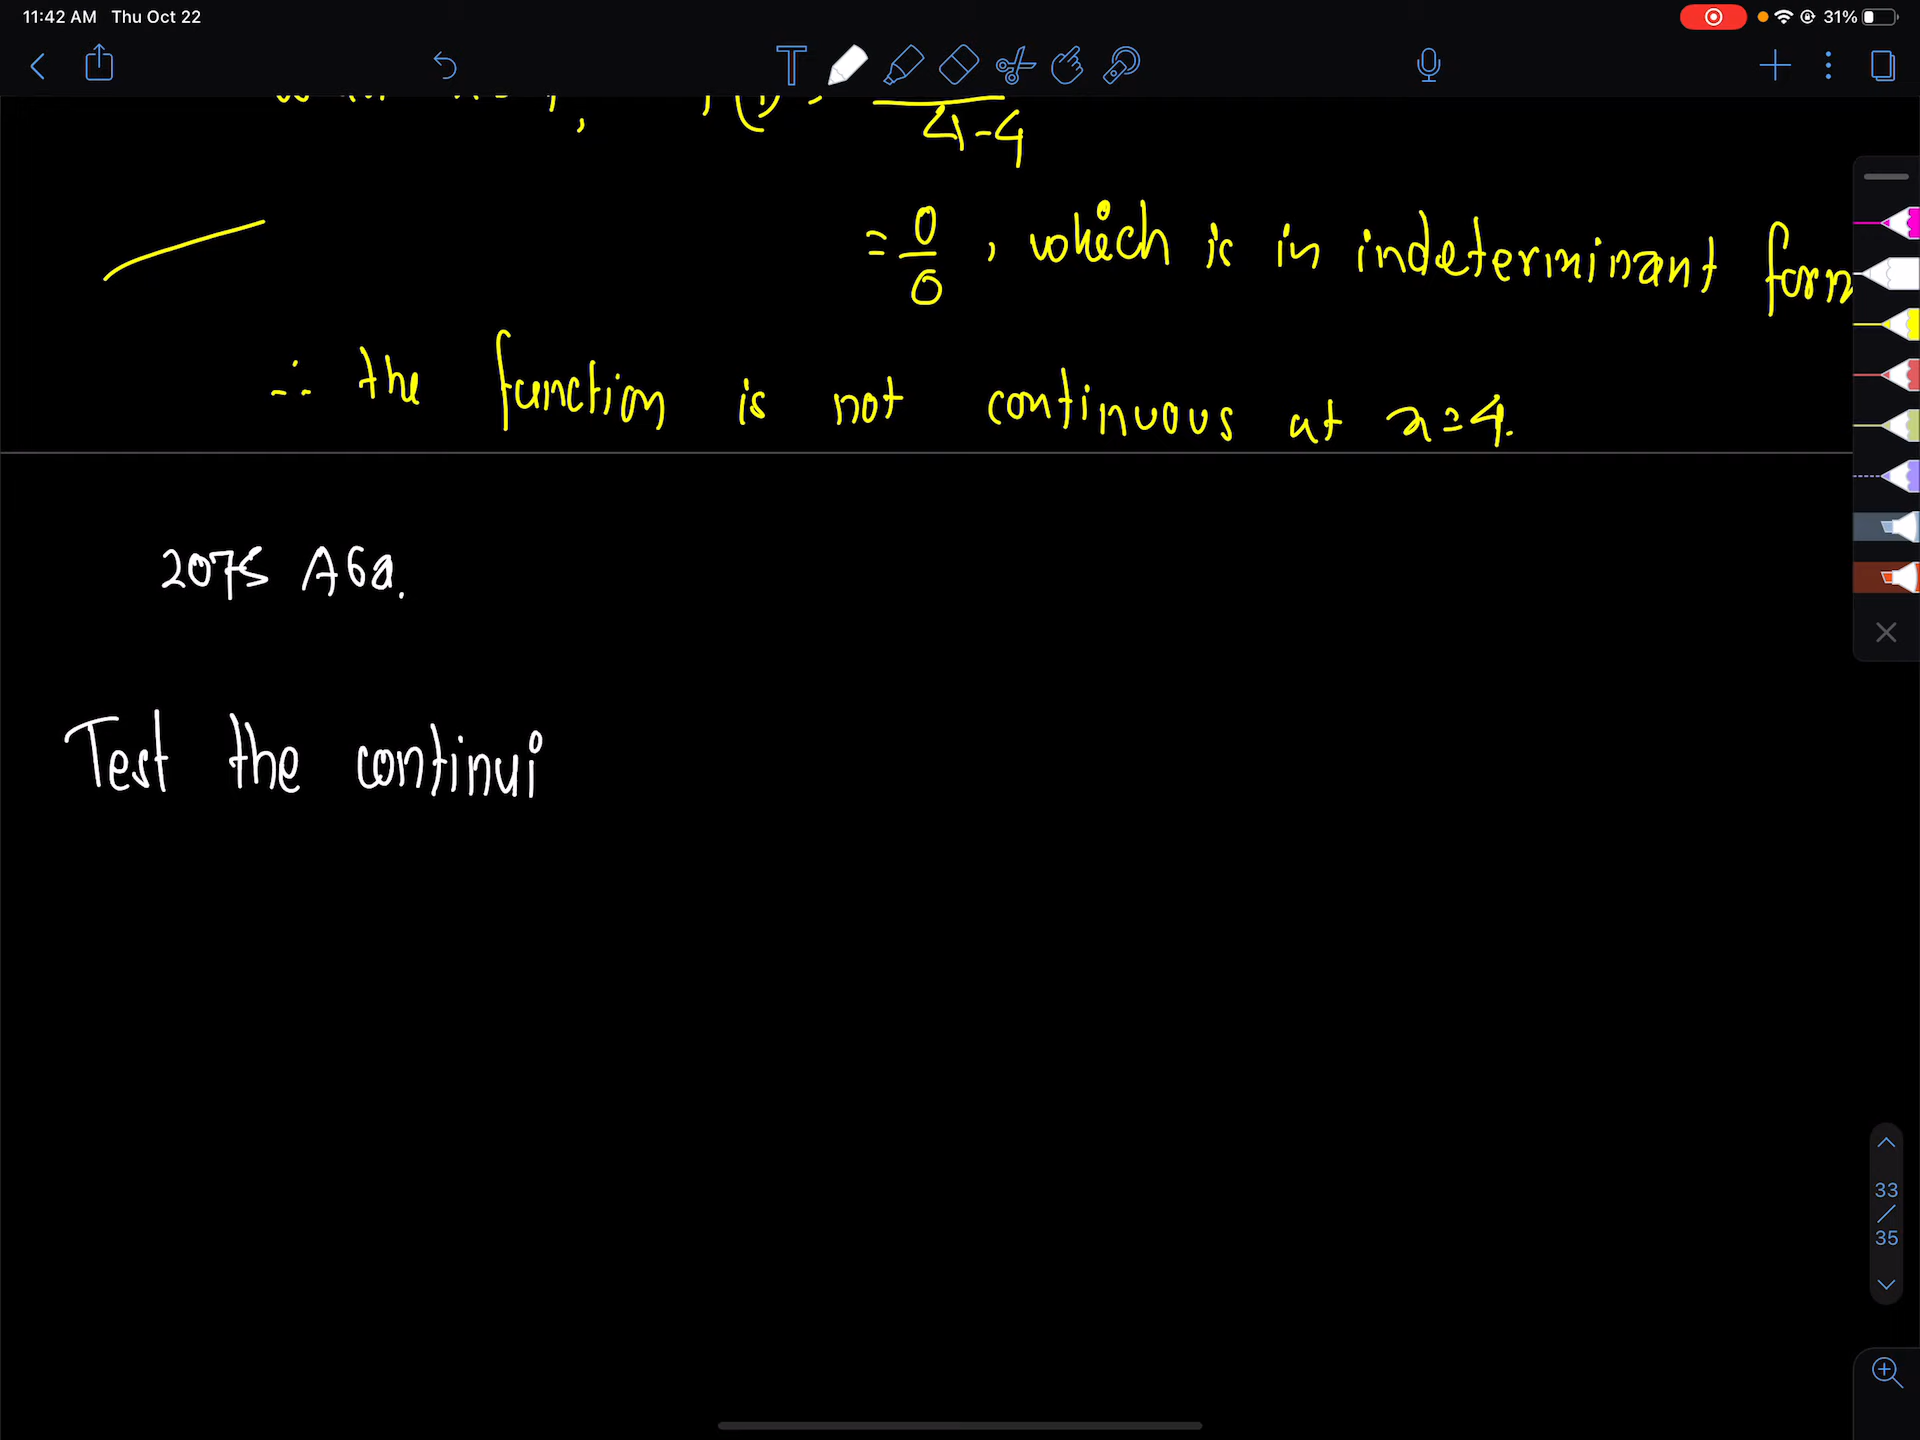 11:42 AM Thu Oct 22
31%
4-4
= 0/0 , which is in indeterminant form
∴ the function is not continuous at x=4.
2075 A6a.
Test the continui
33
/
35